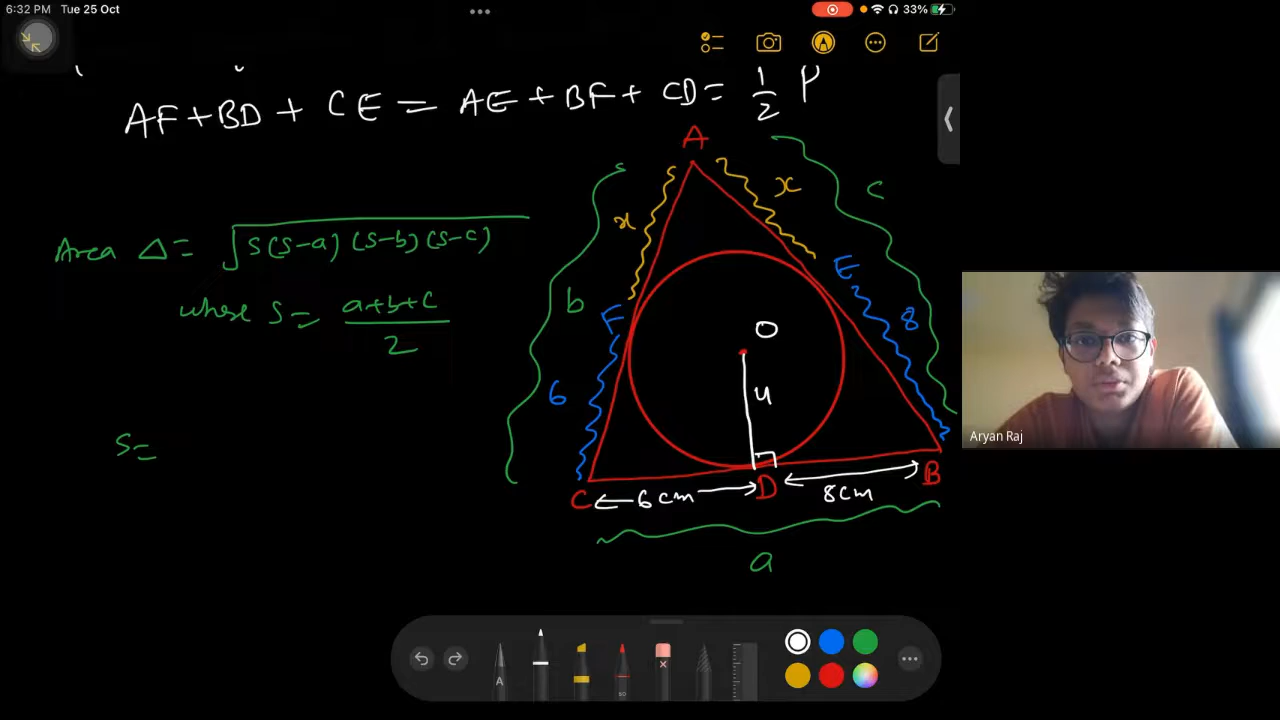 6:32 PM Tue 25 Oct
33%
AF + BD + CE = AE + BF + CD = 1/2 P
A
x
x
c
Area Δ = √s(s-a)(s-b)(s-c)
where s = a+b+c/2
b
F
E
8
O
6
4
s =
C
6cm
D
8cm
B
a
Aryan Raj